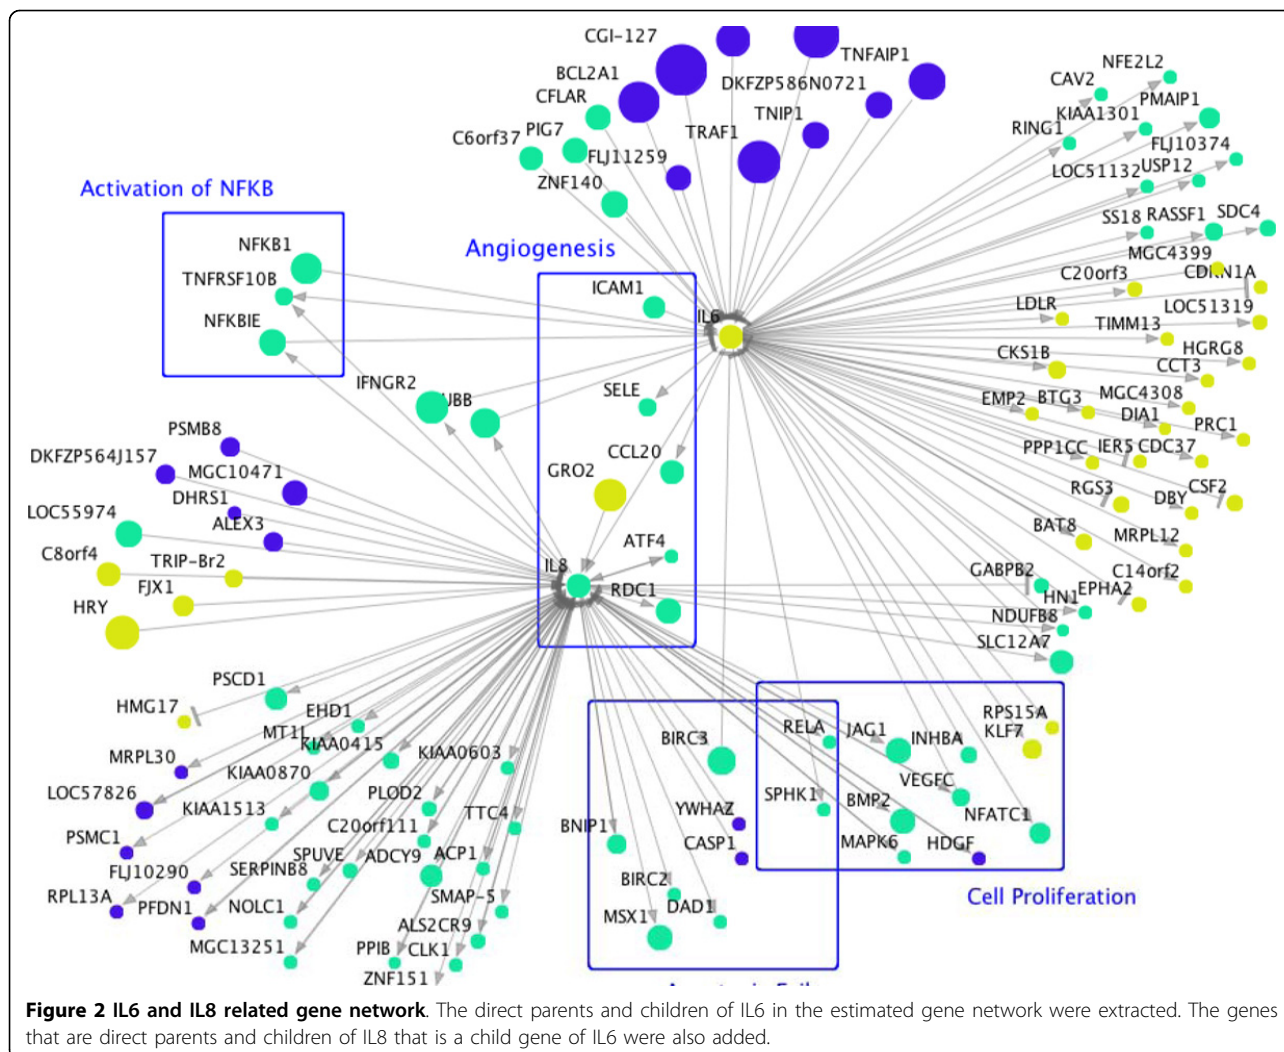 CGI-127
TNFAIP1
BCL2A1
DKFZP586N0721
CFLAR
TNIP1
C6orf37
PIG7
TRAF1
FLJ11259
ZNF140
NFE2L2
CAV2
PMAIP1
KIAA1301
RING1
FLJ10374
LOC51132
USP12
SS18
RASSF1
SDC4
MGC4399
C20orf3
CDKN1A
LDLR
LOC51319
TIMM13
CKS1B
HGRG8
CCT3
EMP2
BTG3
MGC4308
DIA1
PRC1
PPP1CC
IER5
CDC37
RGS3
DBY
CSF2
BAT8
MRPL12
GABPB2
C14orf2
HN1
EPHA2
NDUFB8
SLC12A7
Activation of NFKB
NFKB1
TNFRSF10B
NFKBIE
Angiogenesis
ICAM1
IL6
IFNGR2
UBB
SELE
CCL20
GRO2
ATF4
IL8
RDC1
PSMB8
DKFZP564J157
MGC10471
DHRS1
LOC55974
ALEX3
C8orf4
TRIP-Br2
FJX1
HRY
PSCD1
HMG17
EHD1
MT1L
KIAA0415
MRPL30
KIAA0603
KIAA0870
LOC57826
PLOD2
KIAA1513
TTC4
C20orf111
PSMC1
SPUVE
ADCY9
ACP1
FLJ10290
SERPINB8
RPL13A
SMAP-5
PFDN1
NOLC1
ALS2CR9
MGC13251
PPIB
CLK1
ZNF151
BIRC3
YWHAZ
BNIP1
CASP1
BIRC2
MSX1
DAD1
RELA
JAG1
INHBA
RPS15A
KLF7
VEGFC
SPHK1
BMP2
NFATC1
MAPK6
HDGF
Cell Proliferation
Figure 2 IL6 and IL8 related gene network. The direct parents and children of IL6 in the estimated gene network were extracted. The genes
that are direct parents and children of IL8 that is a child gene of IL6 were also added.